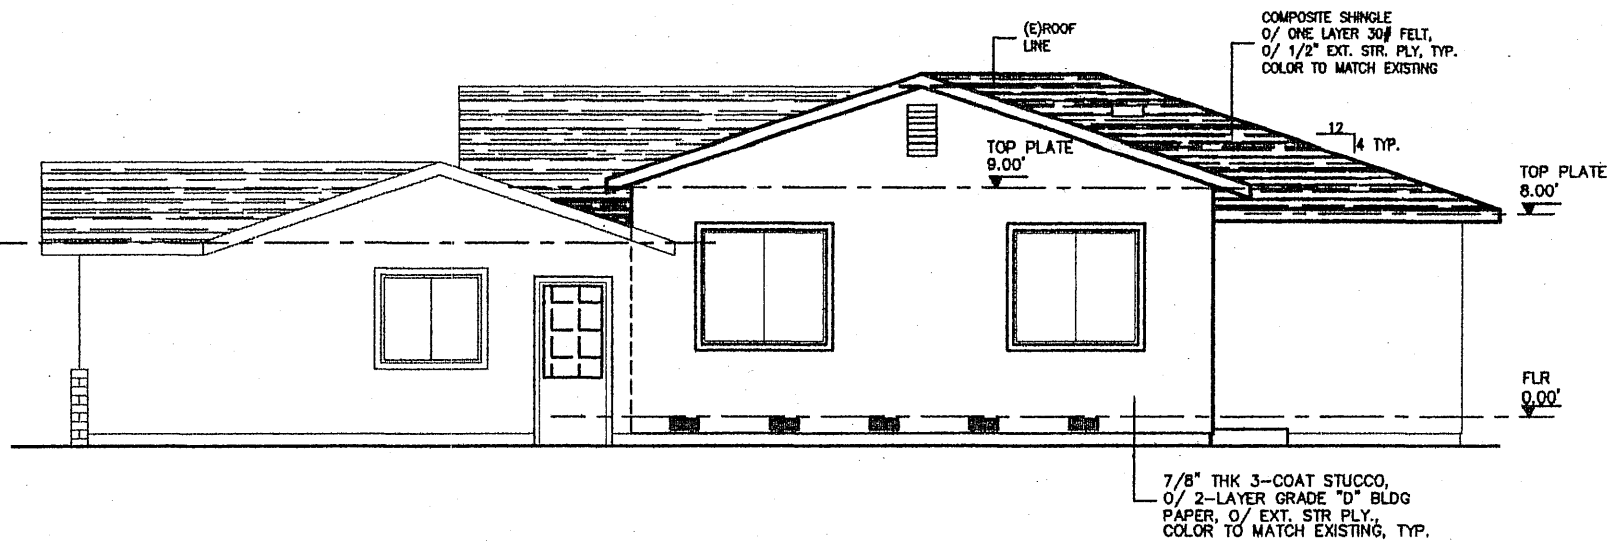 (E)ROOF
LINE
COMPOSITE SHINGLE
O/ ONE LAYER 30# FELT,
O/ 1/2" EXT. STR. PLY, TYP.
COLOR TO MATCH EXISTING
12
4 TYP.
TOP PLATE
9.00'
TOP PLATE
8.00'
FLR
0.00'
7/8" THK 3-COAT STUCCO,
O/ 2-LAYER GRADE "D" BLDG
PAPER, O/ EXT. STR PLY.,
COLOR TO MATCH EXISTING, TYP.